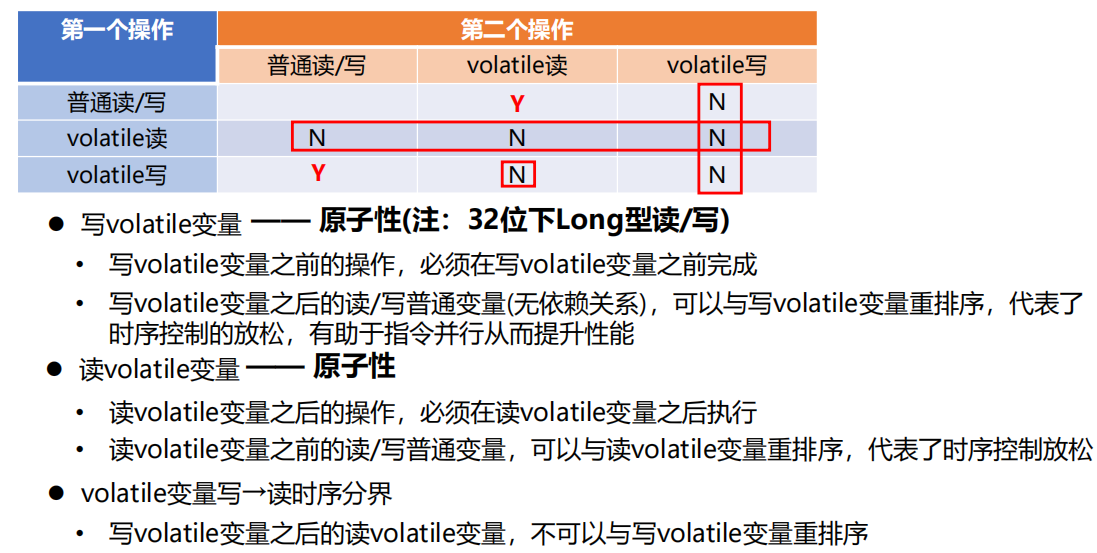 第一个操作 第二个操作
普通读/写 volatile读 volatile写
普通读/写 Y N
volatile读 N N N
volatile写 Y N N
● 写volatile变量 —— 原子性(注：32位下Long型读/写)
• 写volatile变量之前的操作，必须在写volatile变量之前完成
• 写volatile变量之后的读/写普通变量(无依赖关系)，可以与写volatile变量重排序，代表了
时序控制的放松，有助于指令并行从而提升性能
● 读volatile变量 —— 原子性
• 读volatile变量之后的操作，必须在读volatile变量之后执行
• 读volatile变量之前的读/写普通变量，可以与读volatile变量重排序，代表了时序控制放松
● volatile变量写→读时序分界
• 写volatile变量之后的读volatile变量，不可以与写volatile变量重排序